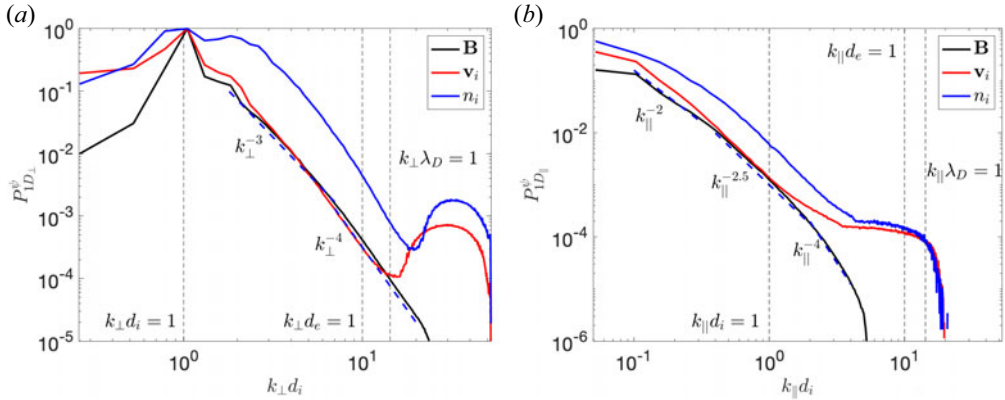 (a)
10^0
10^{-1}
10^{-2}
10^{-3}
10^{-4}
10^{-5}
P^ψ_{1D_⊥}
B
v_i
n_i
k_⊥^{-3}
k_⊥λ_D = 1
k_⊥^{-4}
k_⊥d_i = 1
k_⊥d_e = 1
10^0
10^1
k_⊥d_i
(b)
10^0
10^{-2}
10^{-4}
10^{-6}
P^ψ_{1D_∥}
k_∥d_e = 1
B
v_i
n_i
k_∥^{-2}
k_∥λ_D = 1
k_∥^{-2.5}
k_∥^{-4}
k_∥d_i = 1
10^{-1}
10^0
10^1
k_∥d_i